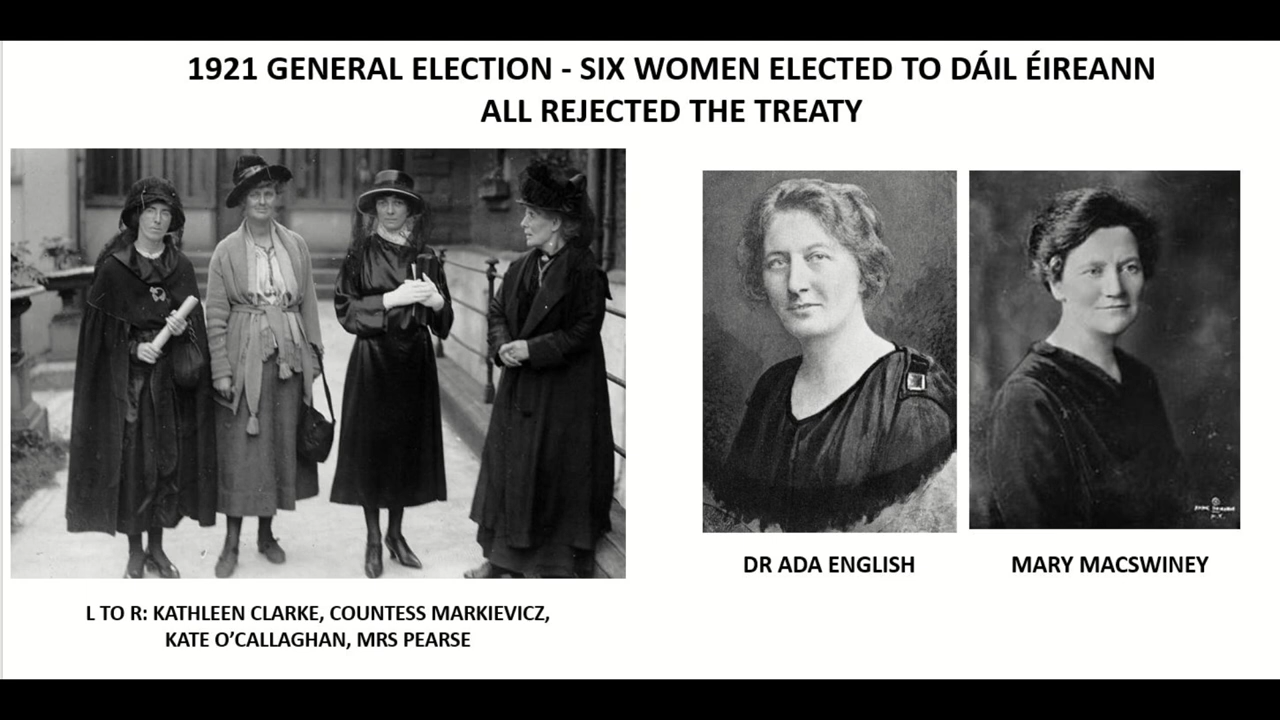 1921 GENERAL ELECTION - SIX WOMEN ELECTED TO DÁIL ÉIREANN
ALL REJECTED THE TREATY
DR ADA ENGLISH
MARY MACSWINEY
L TO R: KATHLEEN CLARKE, COUNTESS MARKIEVICZ,
KATE O’CALLAGHAN, MRS PEARSE